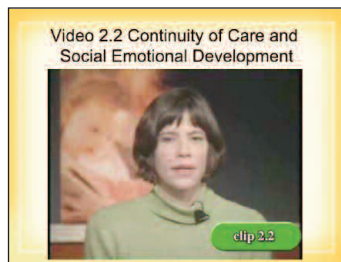 Video 2.2 Continuity of Care and
Social Emotional Development
clip 2.2